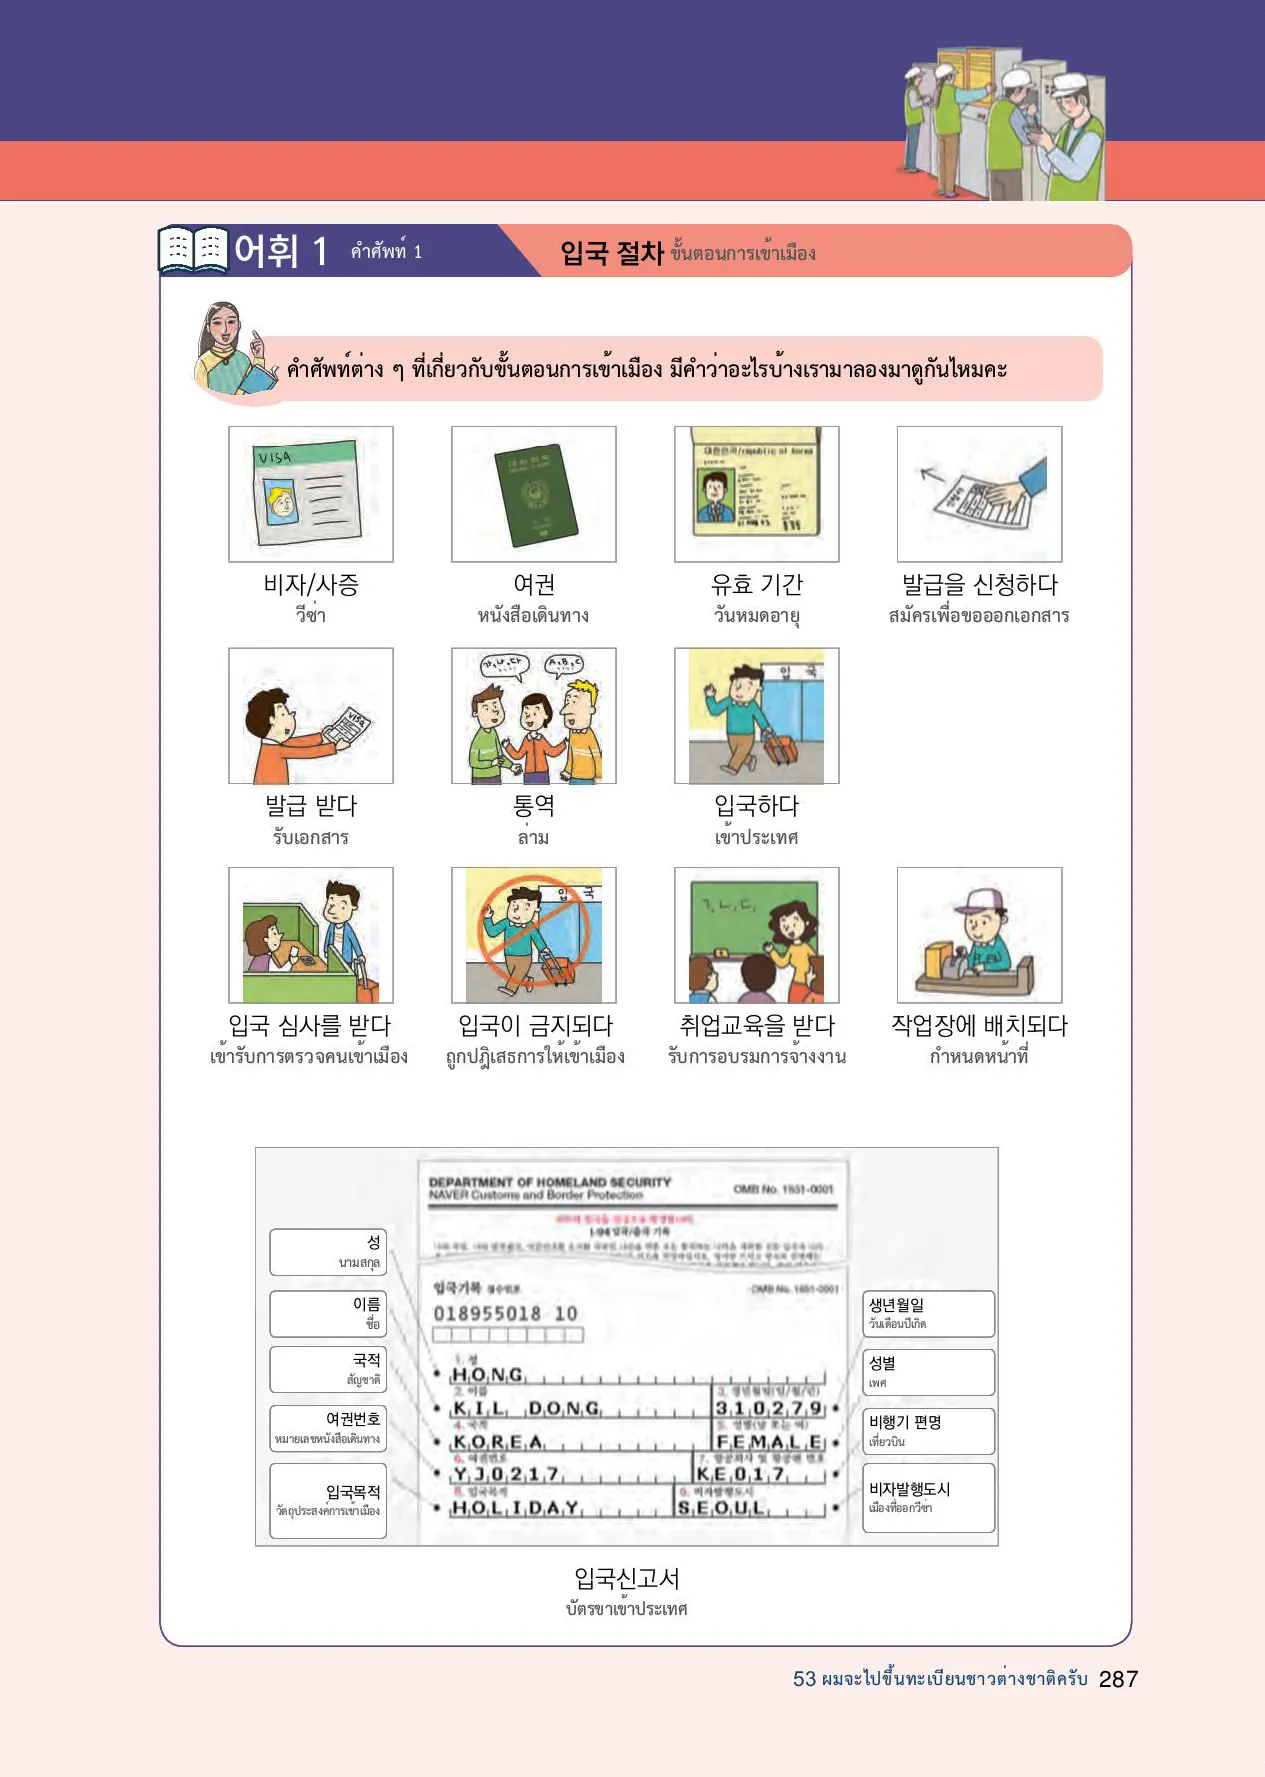 어휘 1 คำศัพท์ 1
입국 절차 ขั้นตอนการเข้าเมือง
คำศัพท์ต่าง ๆ ที่เกี่ยวกับขั้นตอนการเข้าเมือง มีคำว่าอะไรบ้างเรามาลองมาดูกันไหมคะ
VISA
대한민국/republic of Korea
비자/사증
วีซ่า
여권
หนังสือเดินทาง
유효 기간
วันหมดอายุ
발급을 신청하다
สมัครเพื่อขอออกเอกสาร
VISA
가,나,다
A,B,C
입 국
발급 받다
รับเอกสาร
통역
ล่าม
입국하다
เข้าประเทศ
입 국
ㄱ,ㄴ,ㄷ,
입국 심사를 받다
เข้ารับการตรวจคนเข้าเมือง
입국이 금지되다
ถูกปฎิเสธการให้เข้าเมือง
취업교육을 받다
รับการอบรมการจ้างงาน
작업장에 배치되다
กำหนดหน้าที่
DEPARTMENT OF HOMELAND SECURITY
NAVER Customs and Border Protection
OMB No. 1651-0001
I-94 입국/출국 기록
입국기록 접수번호
OMB No. 1651-0001
018955018 10
성
นามสกุล
이름
ชื่อ
국적
สัญชาติ
여권번호
หมายเลขหนังสือเดินทาง
입국목적
วัตถุประสงค์การเข้าเมือง
1. 성
HONG
2. 이름
KIL DONG
3. 생년월일(일/월/년)
310279
4. 국적
KOREA
5. 성별(남 또는 여)
FEMALE
6. 여권번호
YJ0217
7. 항공회사 및 항공편 번호
KE017
8. 입국목적
HOLIDAY
9. 비자발행도시
SEOUL
생년월일
วันเดือนปีเกิด
성별
เพศ
비행기 편명
เที่ยวบิน
비자발행도시
เมืองที่ออกวีซ่า
입국신고서
บัตรขาเข้าประเทศ
53 ผมจะไปขึ้นทะเบียนชาวต่างชาติครับ 287